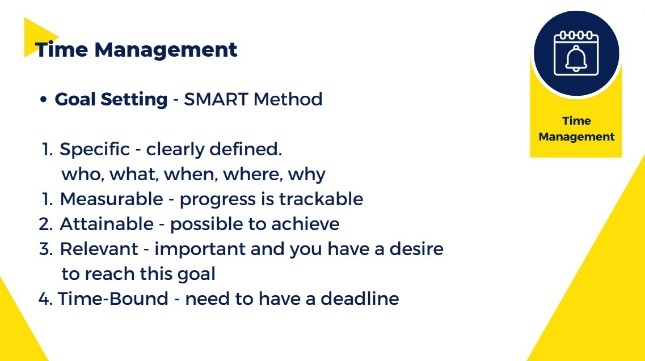 Time Management
• Goal Setting - SMART Method
1. Specific - clearly defined.
who, what, when, where, why
1. Measurable - progress is trackable
2. Attainable - possible to achieve
3. Relevant - important and you have a desire
to reach this goal
4. Time-Bound - need to have a deadline
Time
Management